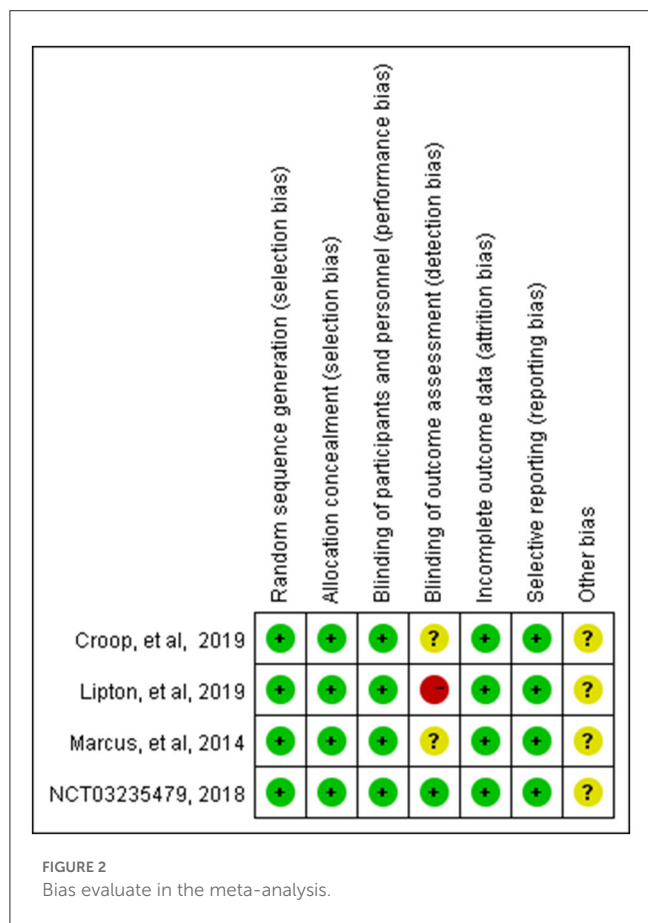 Random sequence generation (selection bias)
Allocation concealment (selection bias)
Blinding of participants and personnel (performance bias)
Blinding of outcome assessment (detection bias)
Incomplete outcome data (attrition bias)
Selective reporting (reporting bias)
Other bias
Croop, et al, 2019 + + + ? + + ?
Lipton, et al, 2019 + + + - + + ?
Marcus, et al, 2014 + + + ? + + ?
NCT03235479, 2018 + + + + + + ?
FIGURE 2
Bias evaluate in the meta-analysis.